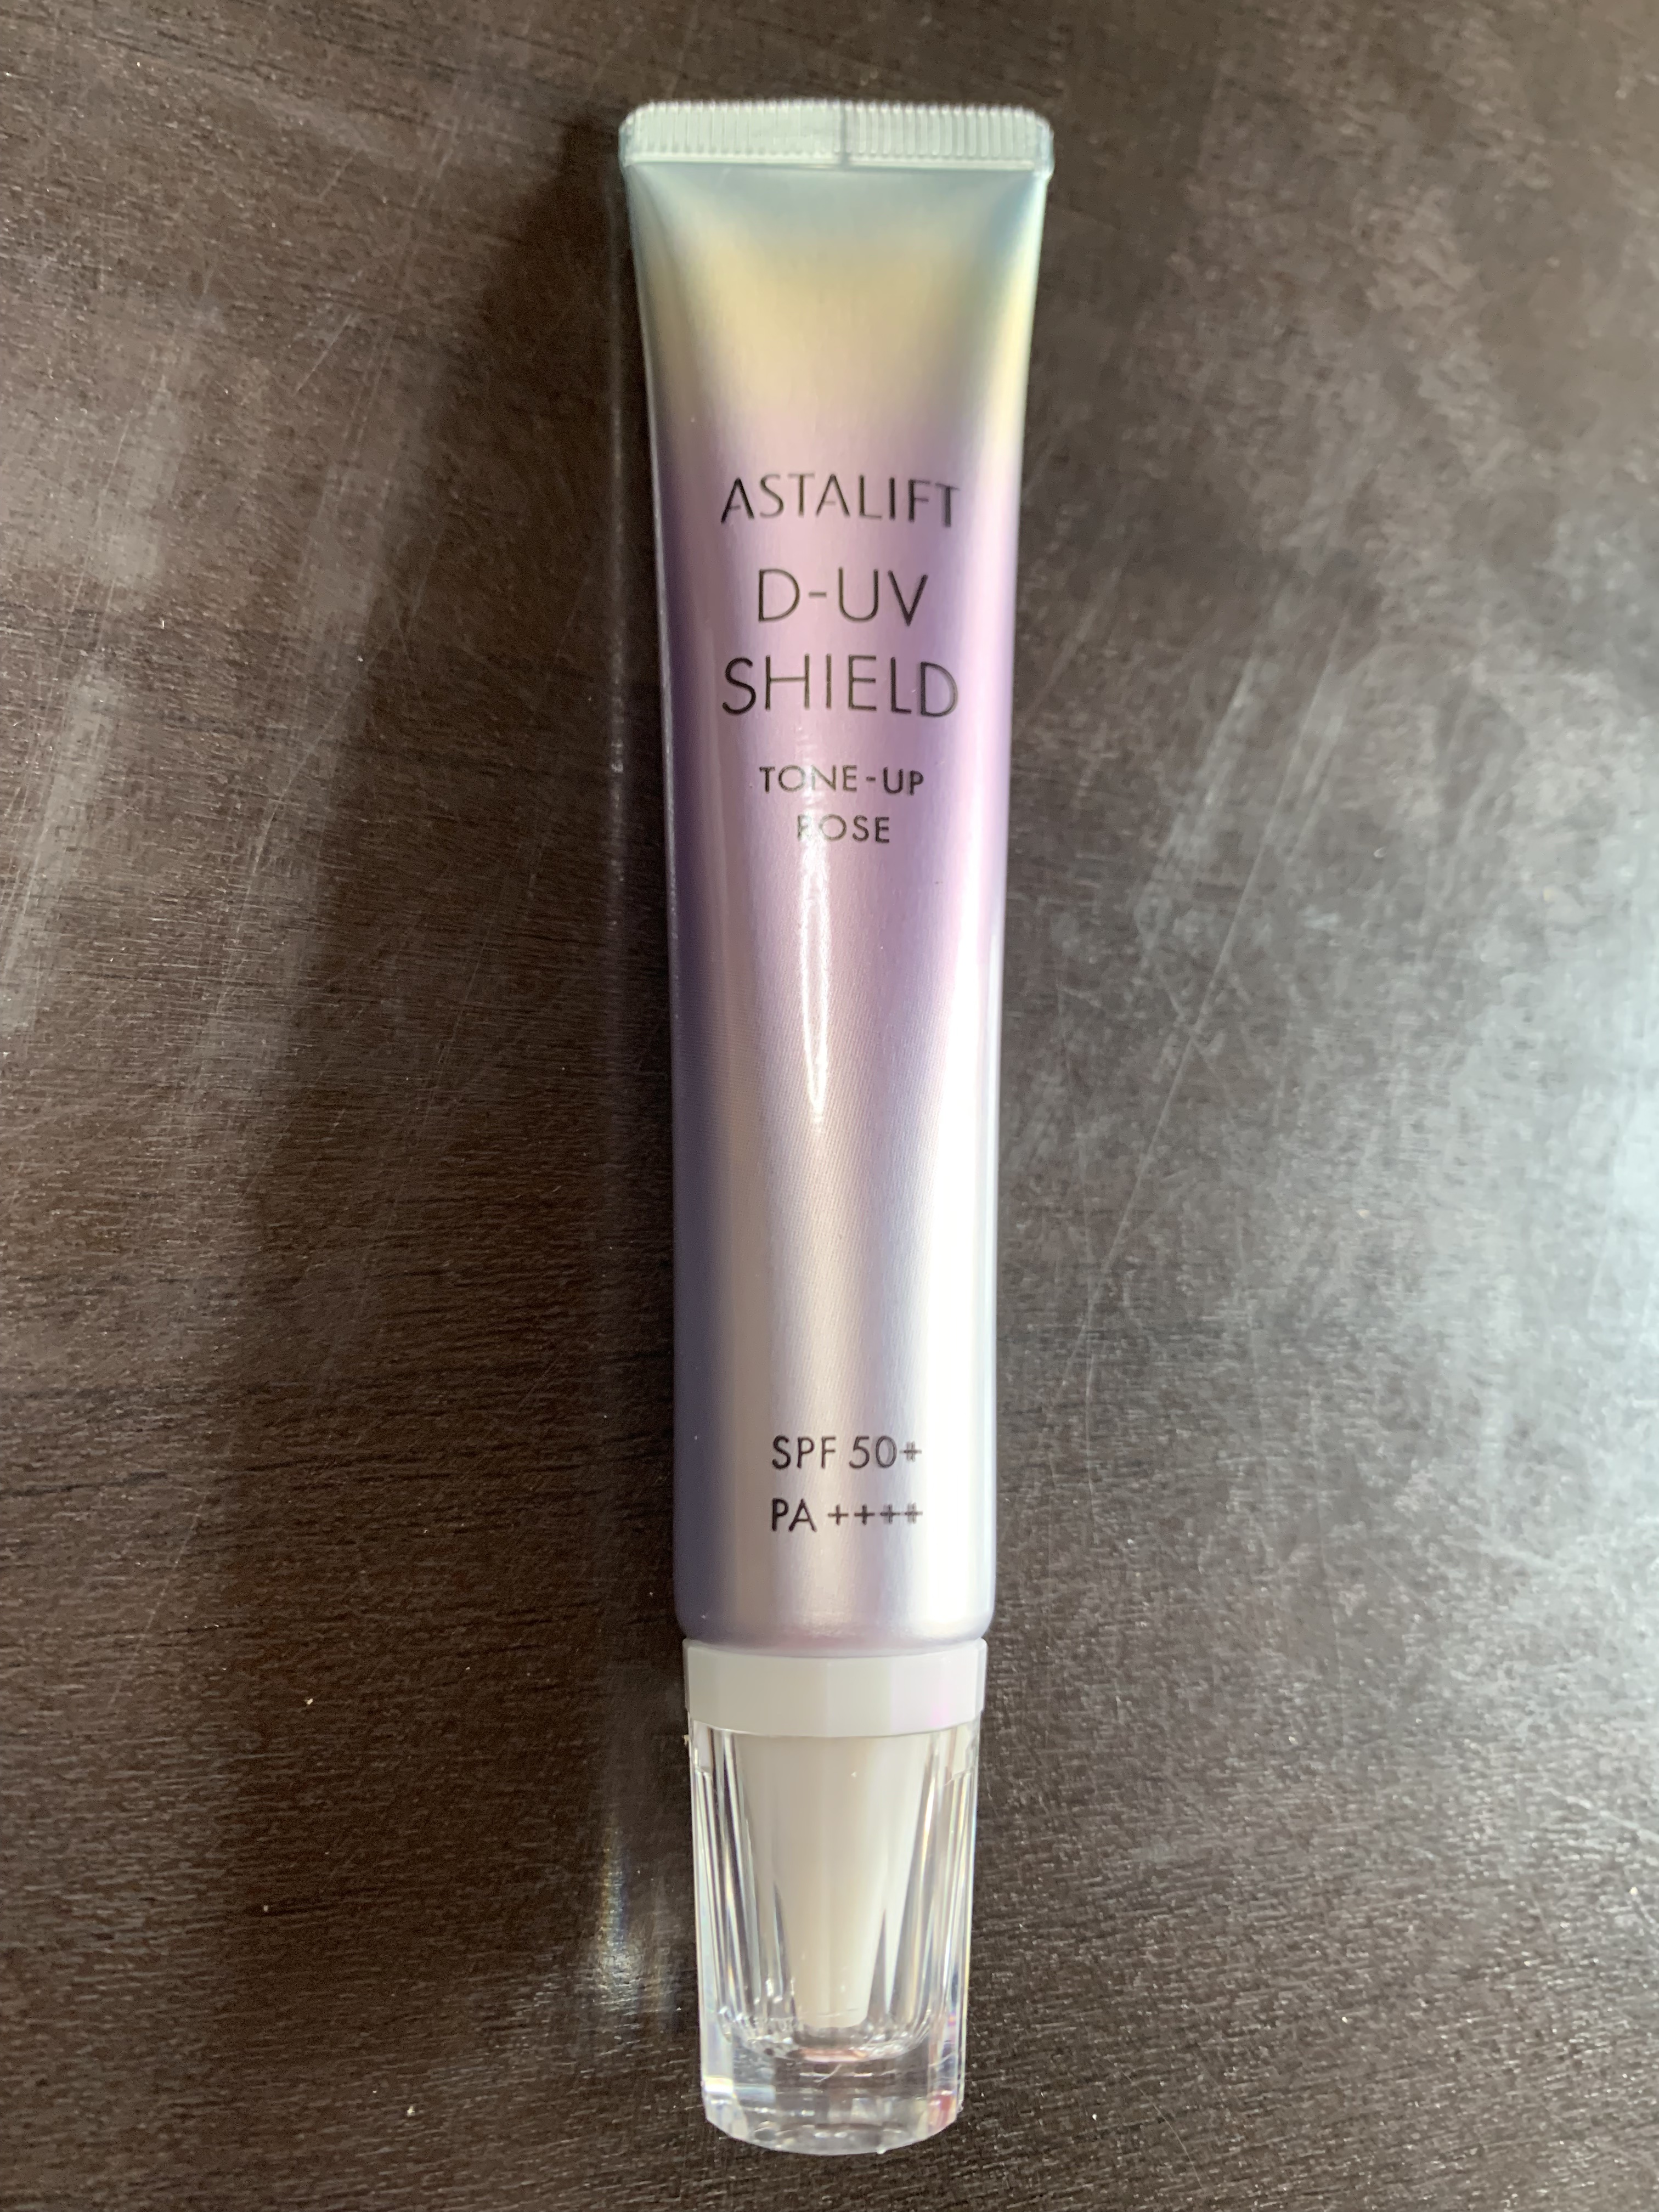 ASTALIFT
D-UV
SHIELD
TONE-UP
ROSE
SPF 50+
PA ++++